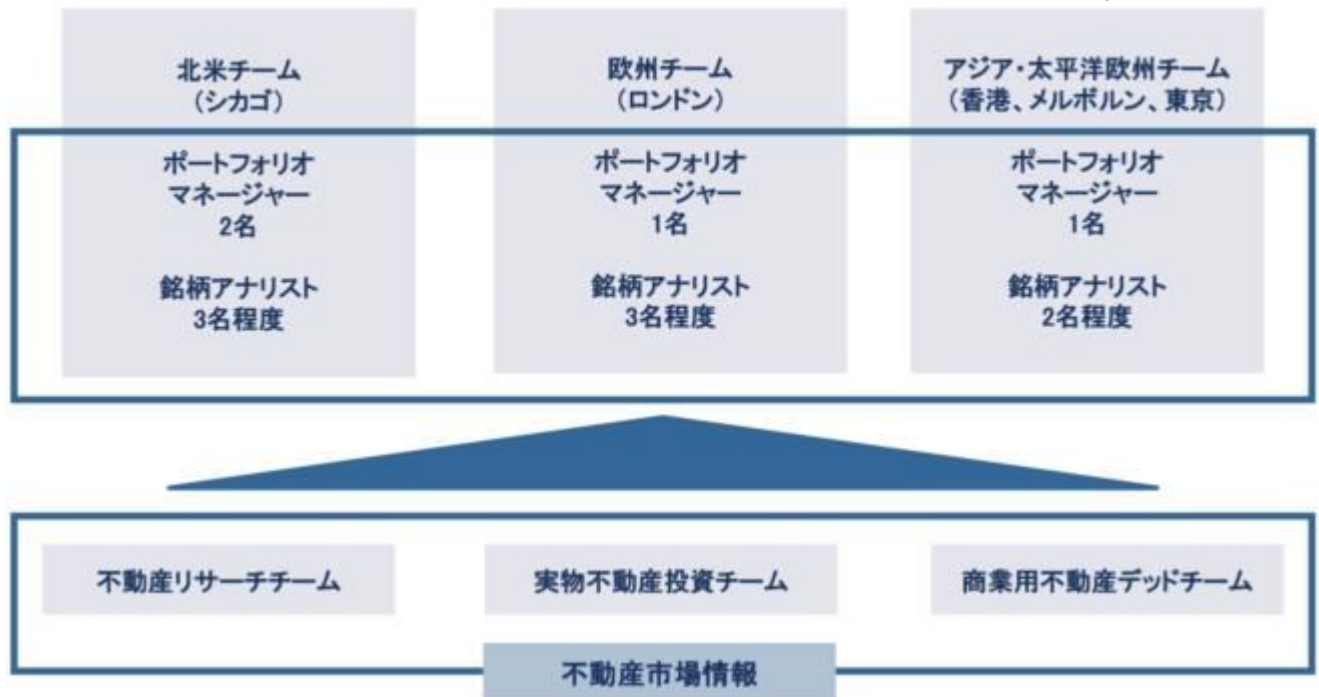 北米チーム
(シカゴ)
ポートフォリオ
マネージャー
2名
銘柄アナリスト
3名程度
欧州チーム
(ロンドン)
ポートフォリオ
マネージャー
1名
銘柄アナリスト
3名程度
アジア・太平洋欧州チーム
(香港、メルボルン、東京)
ポートフォリオ
マネージャー
1名
銘柄アナリスト
2名程度
不動産リサーチチーム
実物不動産投資チーム
商業用不動産デッドチーム
不動産市場情報